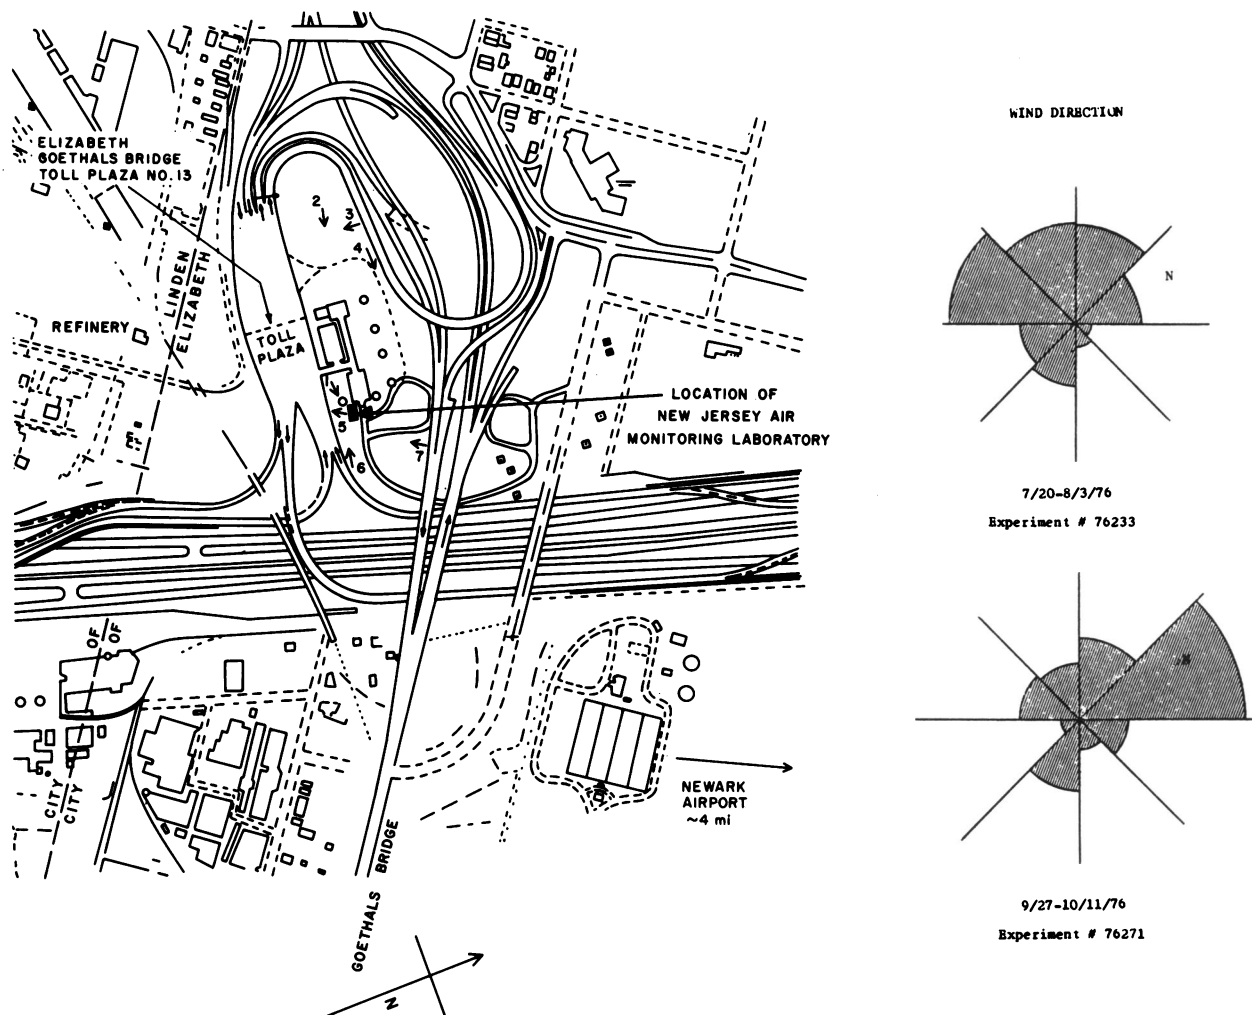 ELIZABETH
GOETHALS BRIDGE
TOLL PLAZA NO. 13
2
3
4
LINDEN
ELIZABETH
REFINERY
TOLL
PLAZA
5
6
7
LOCATION OF
NEW JERSEY AIR
MONITORING LABORATORY
CITY OF
CITY OF
NEWARK
AIRPORT
~4 mi
GOETHALS BRIDGE
N
WIND DIRECTION
N
7/20-8/3/76
Experiment # 76233
N
9/27-10/11/76
Experiment # 76271